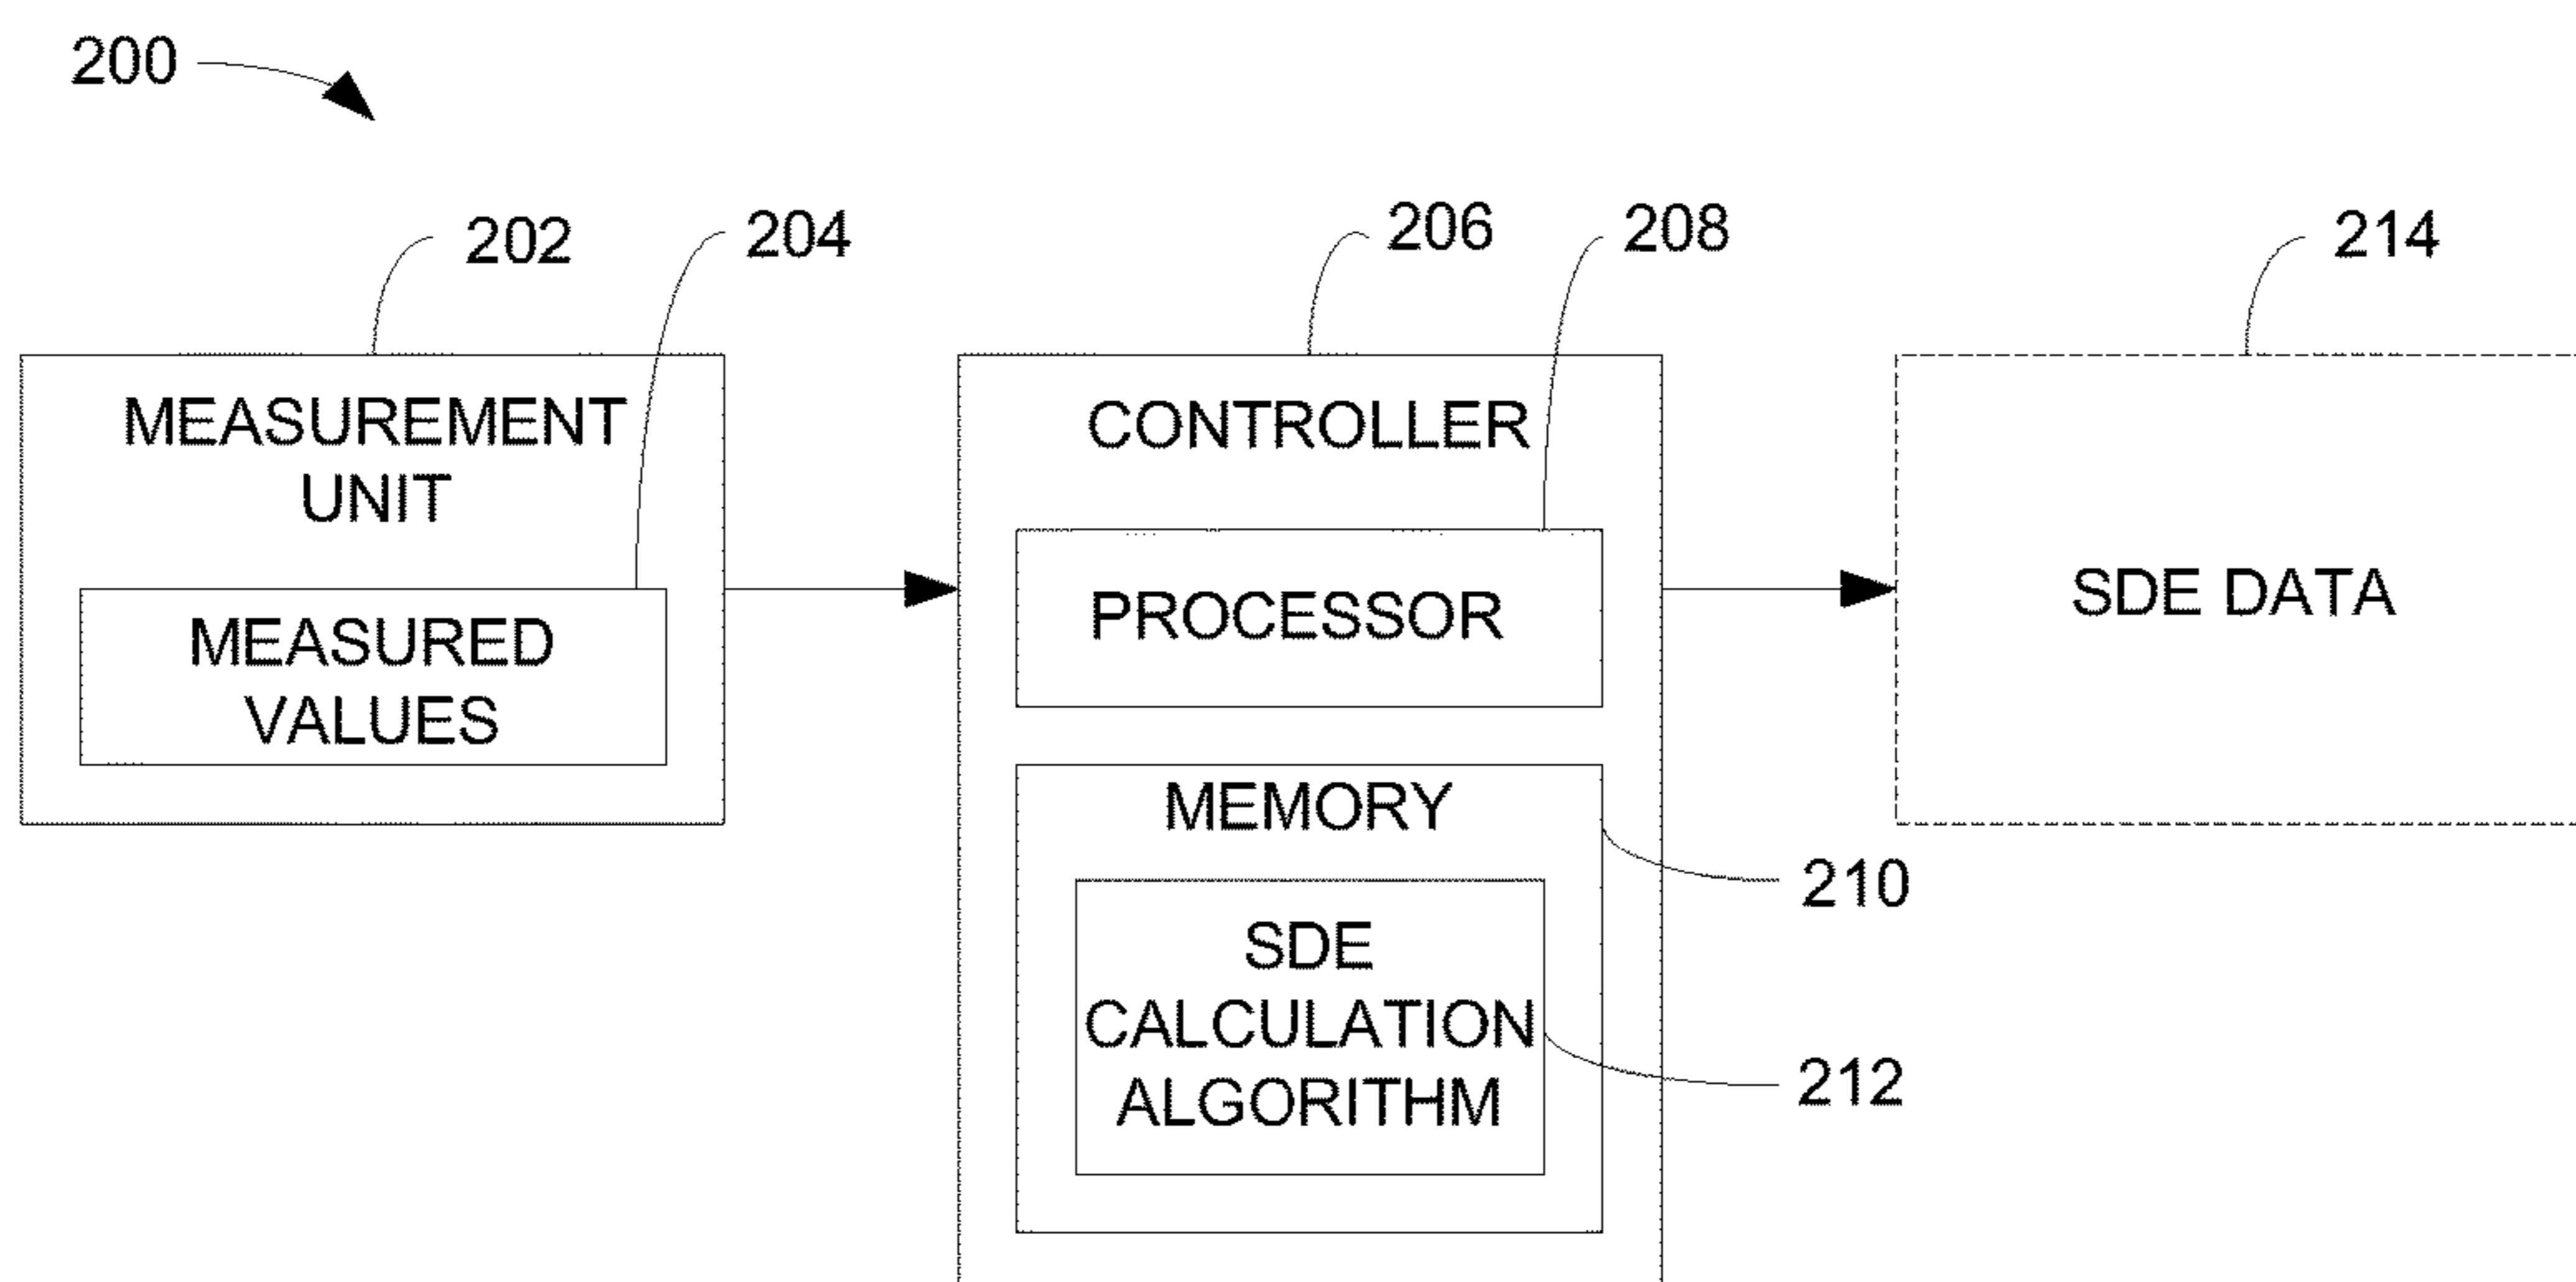 200
202
204
206
208
214
MEASUREMENT
UNIT
MEASURED
VALUES
CONTROLLER
PROCESSOR
MEMORY
SDE
CALCULATION
ALGORITHM
210
212
SDE DATA